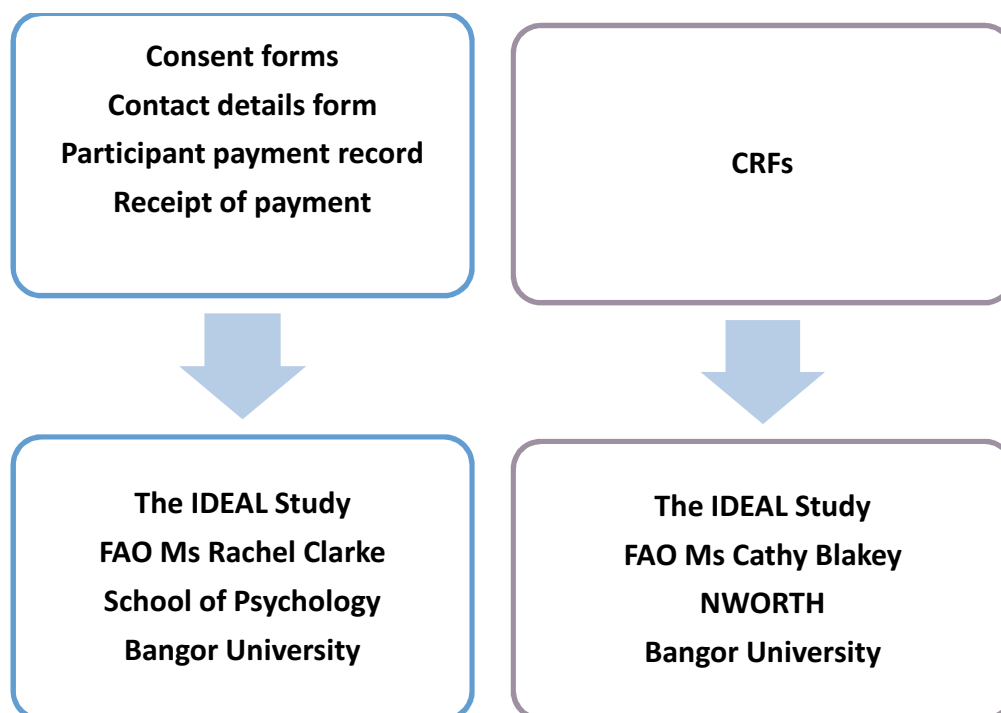 Consent forms
Contact details form
Participant payment record
Receipt of payment
CRFs
The IDEAL Study
FAO Ms Rachel Clarke
School of Psychology
Bangor University
The IDEAL Study
FAO Ms Cathy Blakey
NWORTH
Bangor University